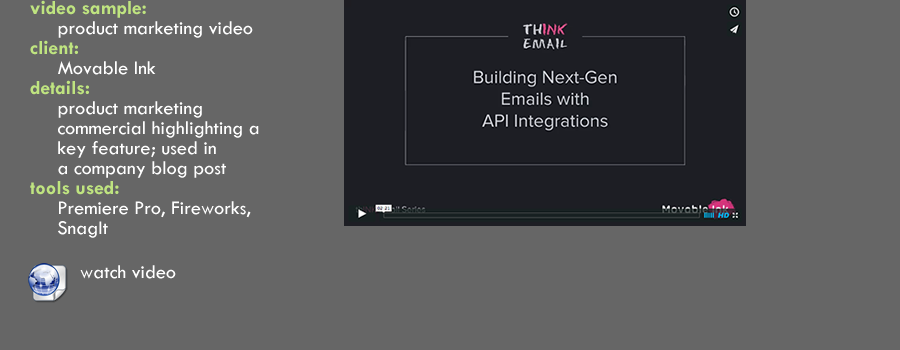 video sample:
product marketing video
client:
Movable Ink
details:
product marketing
commercial highlighting a
key feature; used in
a company blog post
tools used:
Premiere Pro, Fireworks,
SnagIt
watch video
THINK
EMAIL
Building Next-Gen
Emails with
API Integrations
Series
Movable Ink
HD